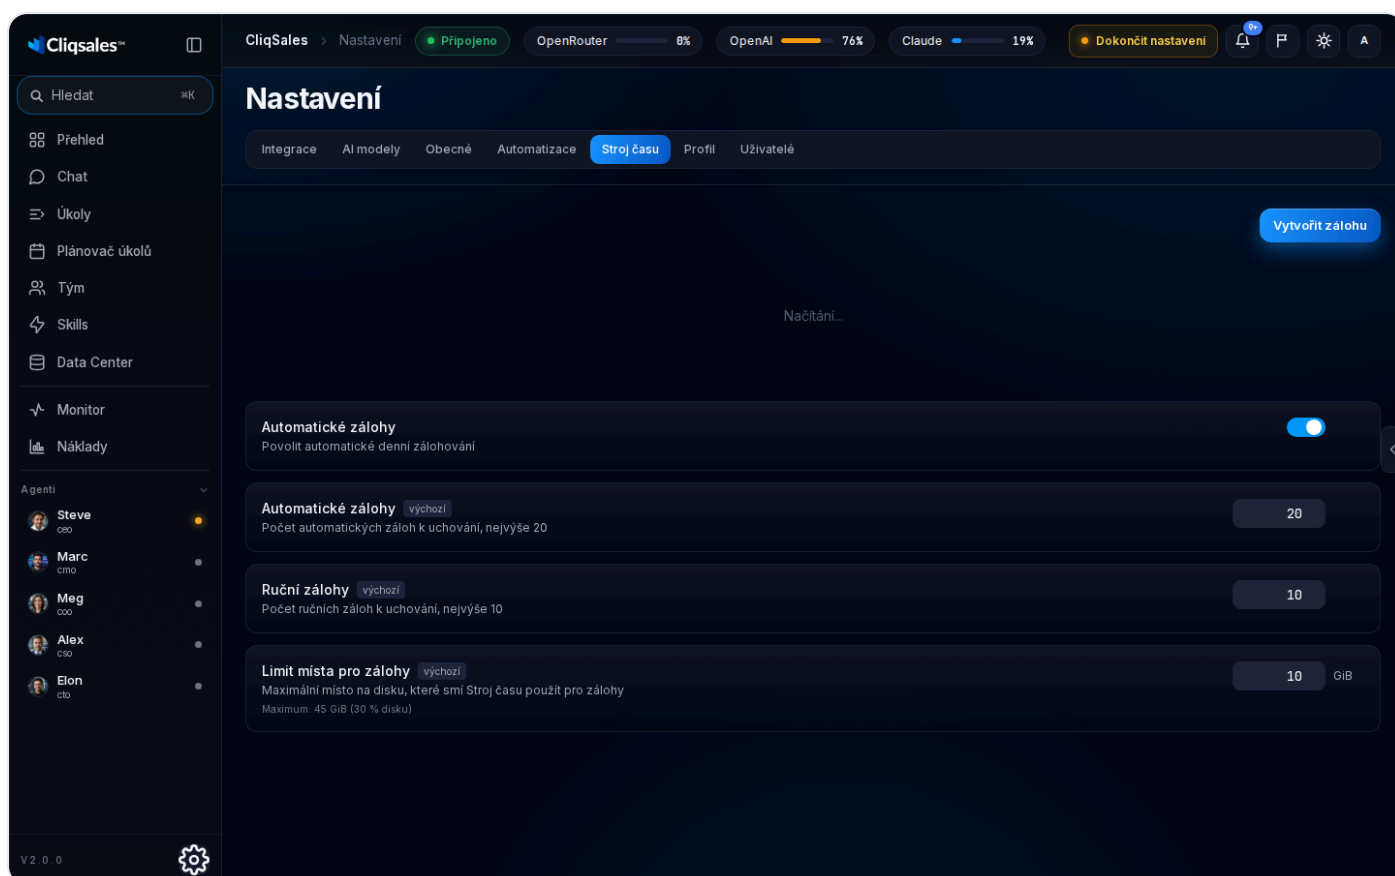 Cliqsales™
CliqSales > Nastavení
Připojeno
OpenRouter 0%
OpenAI 76%
Claude 19%
Dokončit nastavení
9+
A
Hledat ⌘K
Přehled
Chat
Úkoly
Plánovač úkolů
Tým
Skills
Data Center
Monitor
Náklady
Agenti
Steve
ceo
Marc
cmo
Meg
coo
Alex
cso
Elon
cto
V2.0.0
Nastavení
Integrace AI modely Obecné Automatizace Stroj času Profil Uživatelé
Vytvořit zálohu
Načítání...
Automatické zálohy
Povolit automatické denní zálohování
Automatické zálohy výchozí
Počet automatických záloh k uchování, nejvýše 20
20
Ruční zálohy výchozí
Počet ručních záloh k uchování, nejvýše 10
10
Limit místa pro zálohy výchozí
Maximální místo na disku, které smí Stroj času použít pro zálohy
Maximum: 45 GiB (30 % disku)
10 GiB